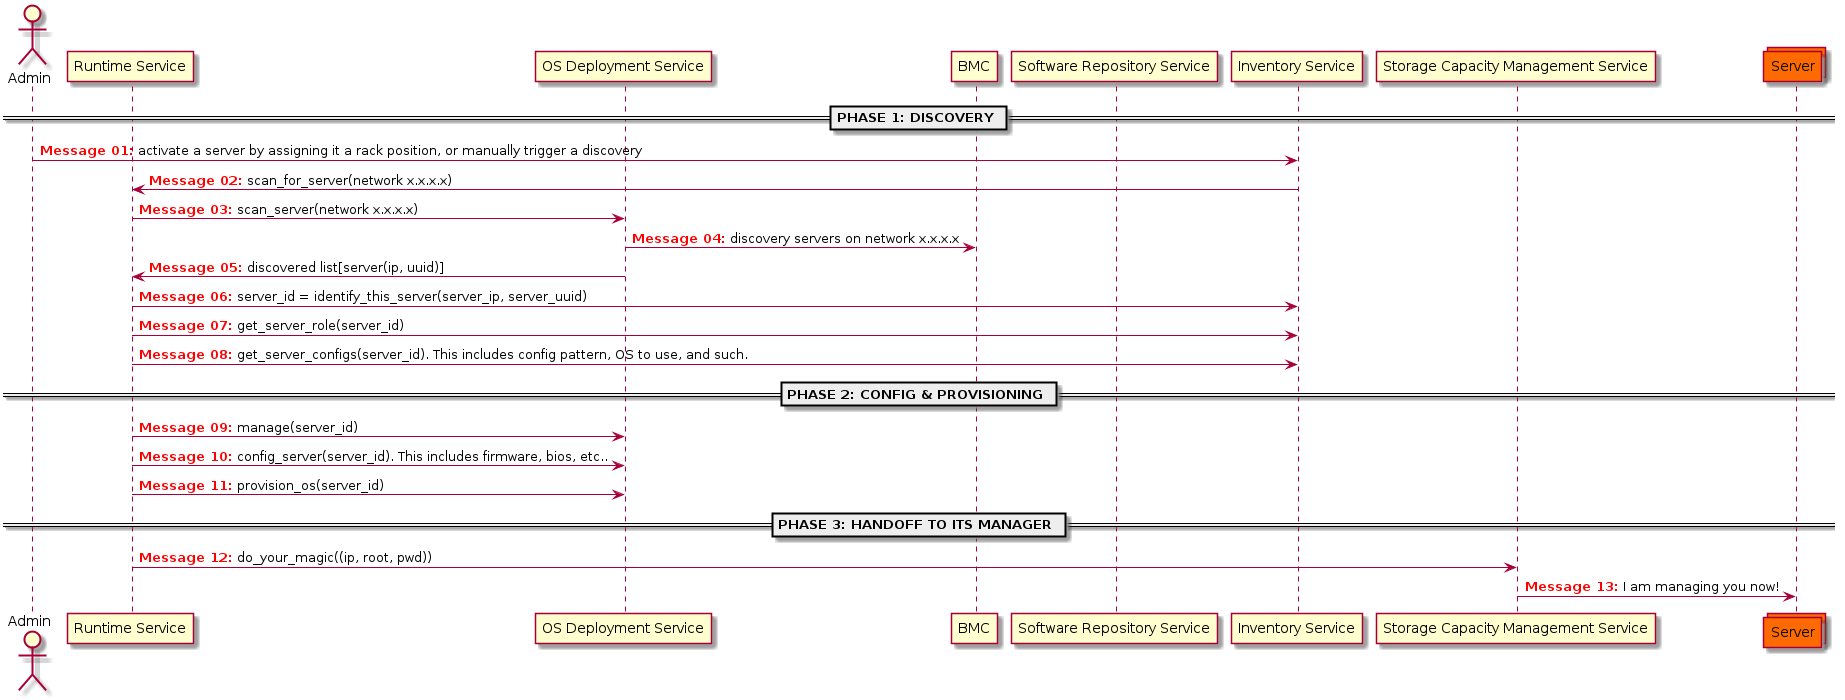 Admin
Runtime Service
OS Deployment Service
BMC
Software Repository Service
Inventory Service
Storage Capacity Management Service
Server
PHASE 1: DISCOVERY
Message 01: activate a server by assigning it a rack position, or manually trigger a discovery
Message 02: scan_for_server(network x.x.x.x)
Message 03: scan_server(network x.x.x.x)
Message 04: discovery servers on network x.x.x.x
Message 05: discovered list[server(ip, uuid)]
Message 06: server_id = identify_this_server(server_ip, server_uuid)
Message 07: get_server_role(server_id)
Message 08: get_server_configs(server_id). This includes config pattern, OS to use, and such.
PHASE 2: CONFIG & PROVISIONING
Message 09: manage(server_id)
Message 10: config_server(server_id). This includes firmware, bios, etc..
Message 11: provision_os(server_id)
PHASE 3: HANDOFF TO ITS MANAGER
Message 12: do_your_magic((ip, root, pwd))
Message 13: I am managing you now!
Admin
Runtime Service
OS Deployment Service
BMC
Software Repository Service
Inventory Service
Storage Capacity Management Service
Server